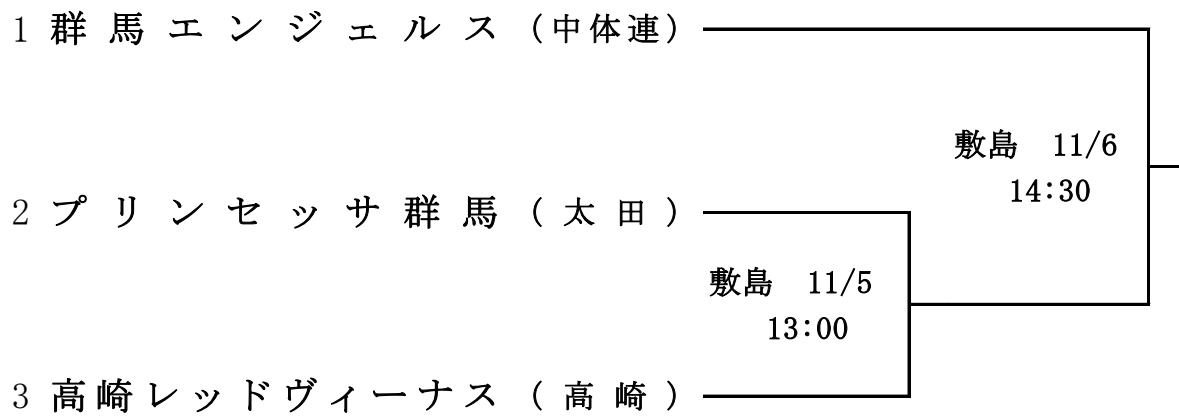 1 群馬エンジェルス (中体連)
敷島 11/6
14:30
2 プリンセッサ群馬 (太田)
敷島 11/5
13:00
3 高崎レッドヴィーナス (高崎)